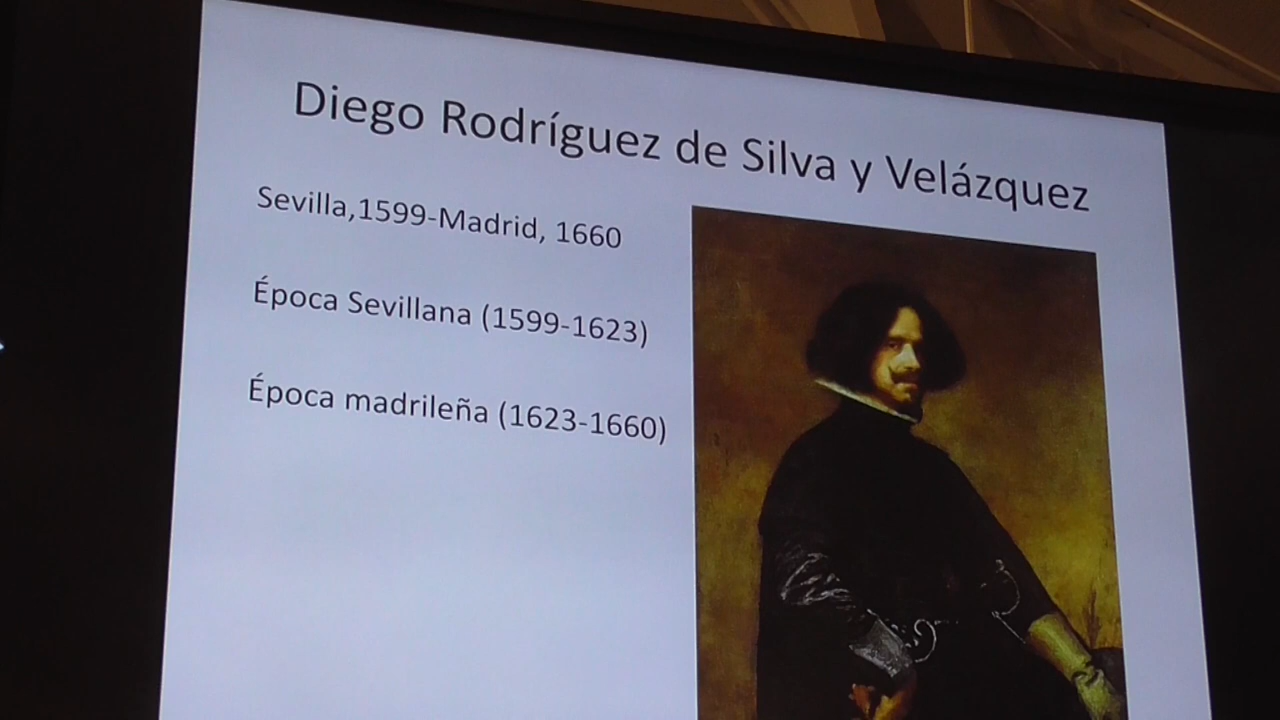 Diego Rodríguez de Silva y Velázquez
Sevilla,1599-Madrid, 1660
Época Sevillana (1599-1623)
Época madrileña (1623-1660)